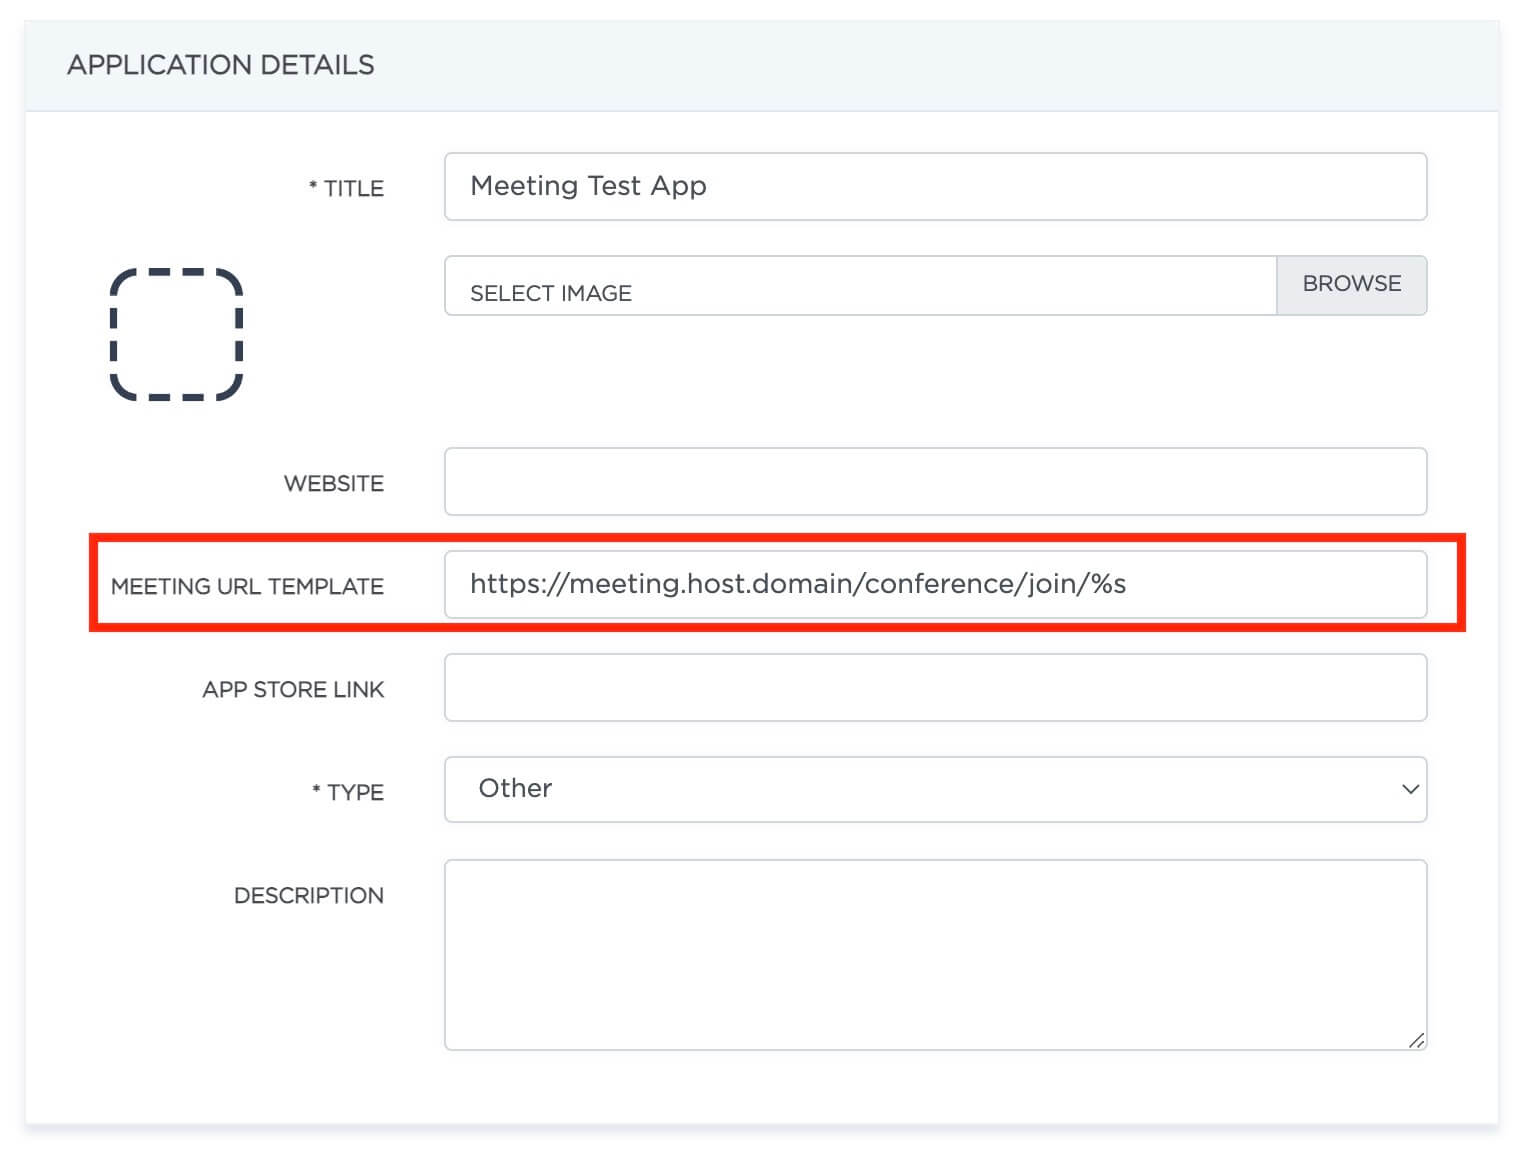 APPLICATION DETAILS
* TITLE
Meeting Test App
SELECT IMAGE
BROWSE
WEBSITE
MEETING URL TEMPLATE
https://meeting.host.domain/conference/join/%s
APP STORE LINK
* TYPE
Other
DESCRIPTION